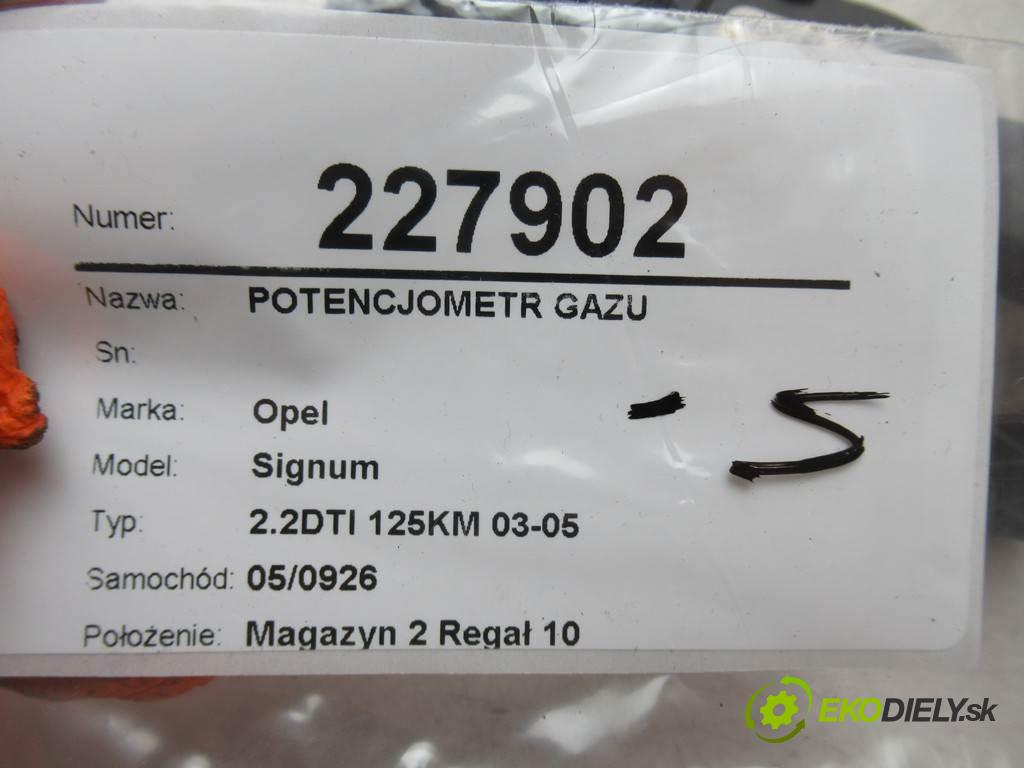 Numer: 227902
Nazwa: POTENCJOMETR GAZU
Sn:
Marka: Opel
- 5
Model: Signum
Typ: 2.2DTI 125KM 03-05
Samochód: 05/0926
Położenie: Magazyn 2 Regał 10
EKODIELY.sk